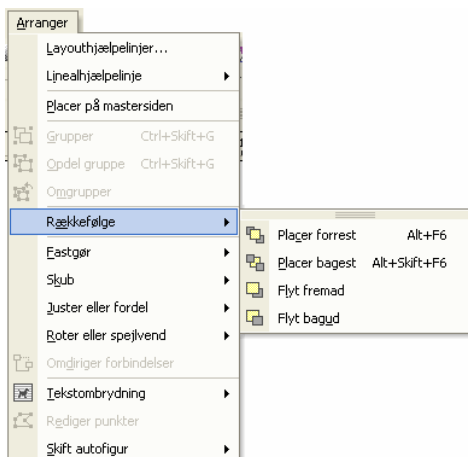 Arranger
Layouthjælpelinjer...
Linealhjælpelinje
Placer på mastersiden
Grupper Ctrl+Skift+G
Opdel gruppe Ctrl+Skift+G
Omgrupper
Rækkefølge
Placer forrest Alt+F6
Placer bagest Alt+Skift+F6
Flyt fremad
Flyt bagud
Fastgør
Skub
Juster eller fordel
Roter eller spejlvend
Omdiriger forbindelser
Tekstombrydning
Rediger punkter
Skift autofigur